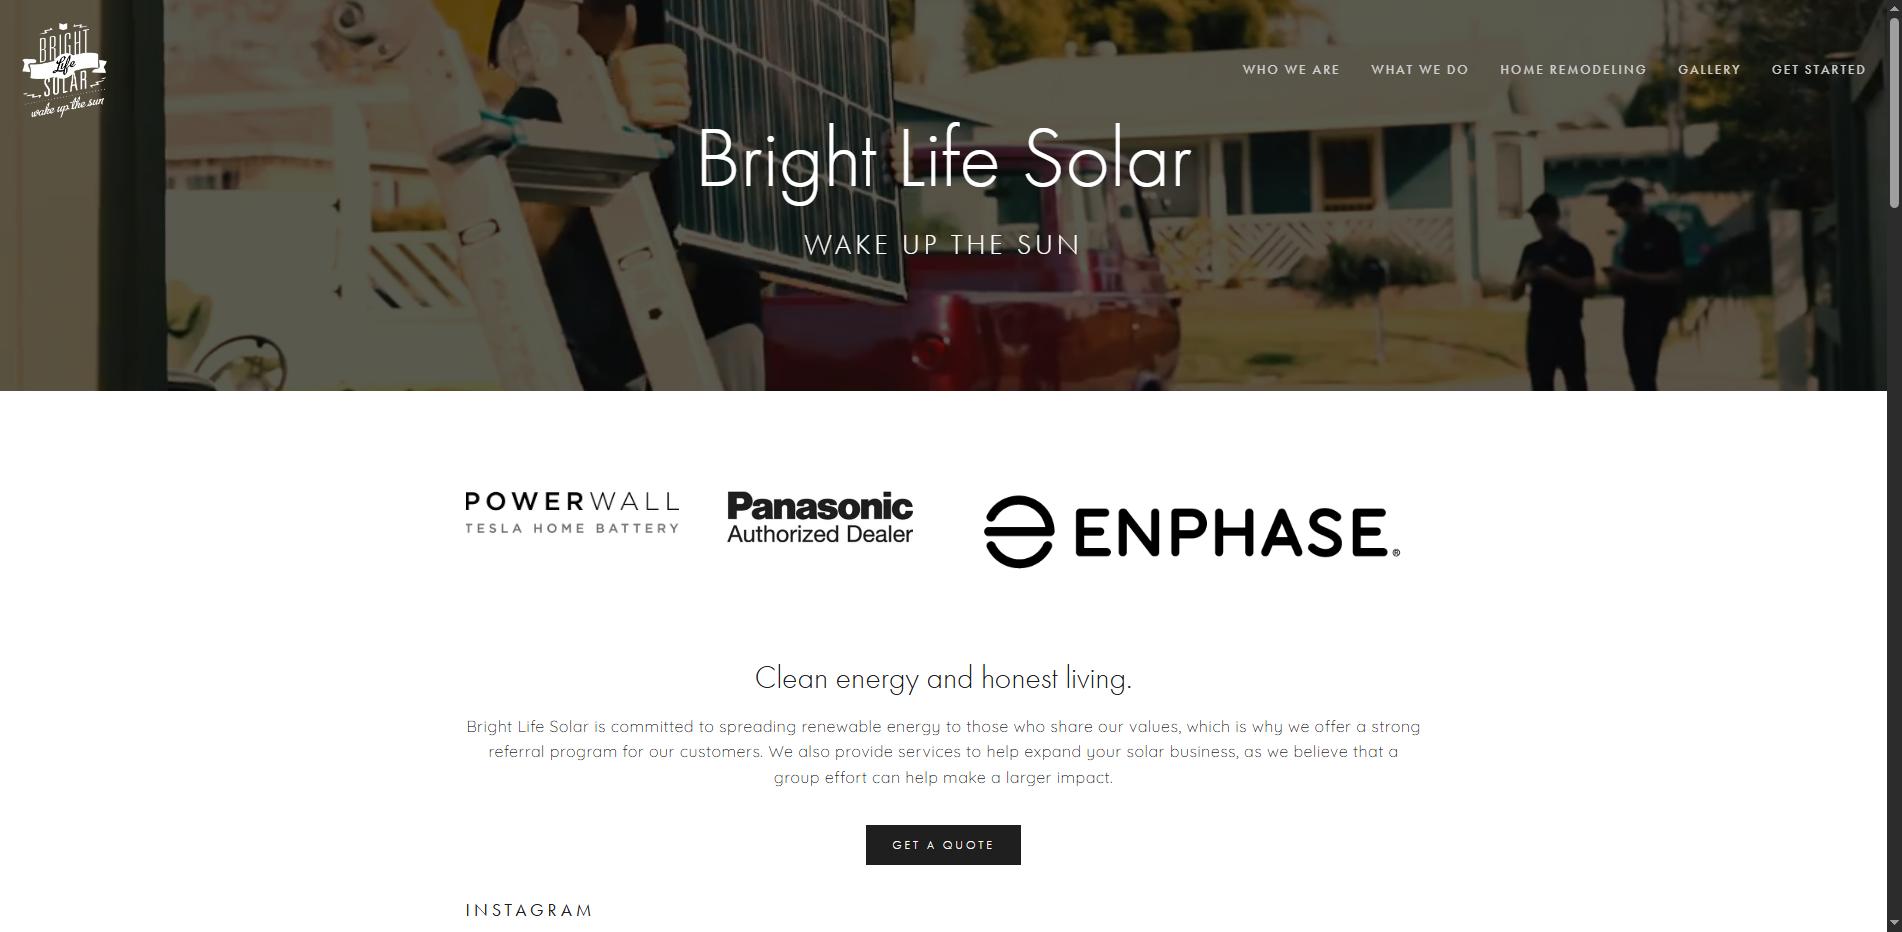 BRIGHT
Life
SOLAR
wake up the sun
WHO WE ARE
WHAT WE DO
HOME REMODELING
GALLERY
GET STARTED
Bright Life Solar
WAKE UP THE SUN
POWERWALL
TESLA HOME BATTERY
Panasonic
Authorized Dealer
ENPHASE®
Clean energy and honest living.
Bright Life Solar is committed to spreading renewable energy to those who share our values, which is why we offer a strong
referral program for our customers. We also provide services to help expand your solar business, as we believe that a
group effort can help make a larger impact.
GET A QUOTE
INSTAGRAM